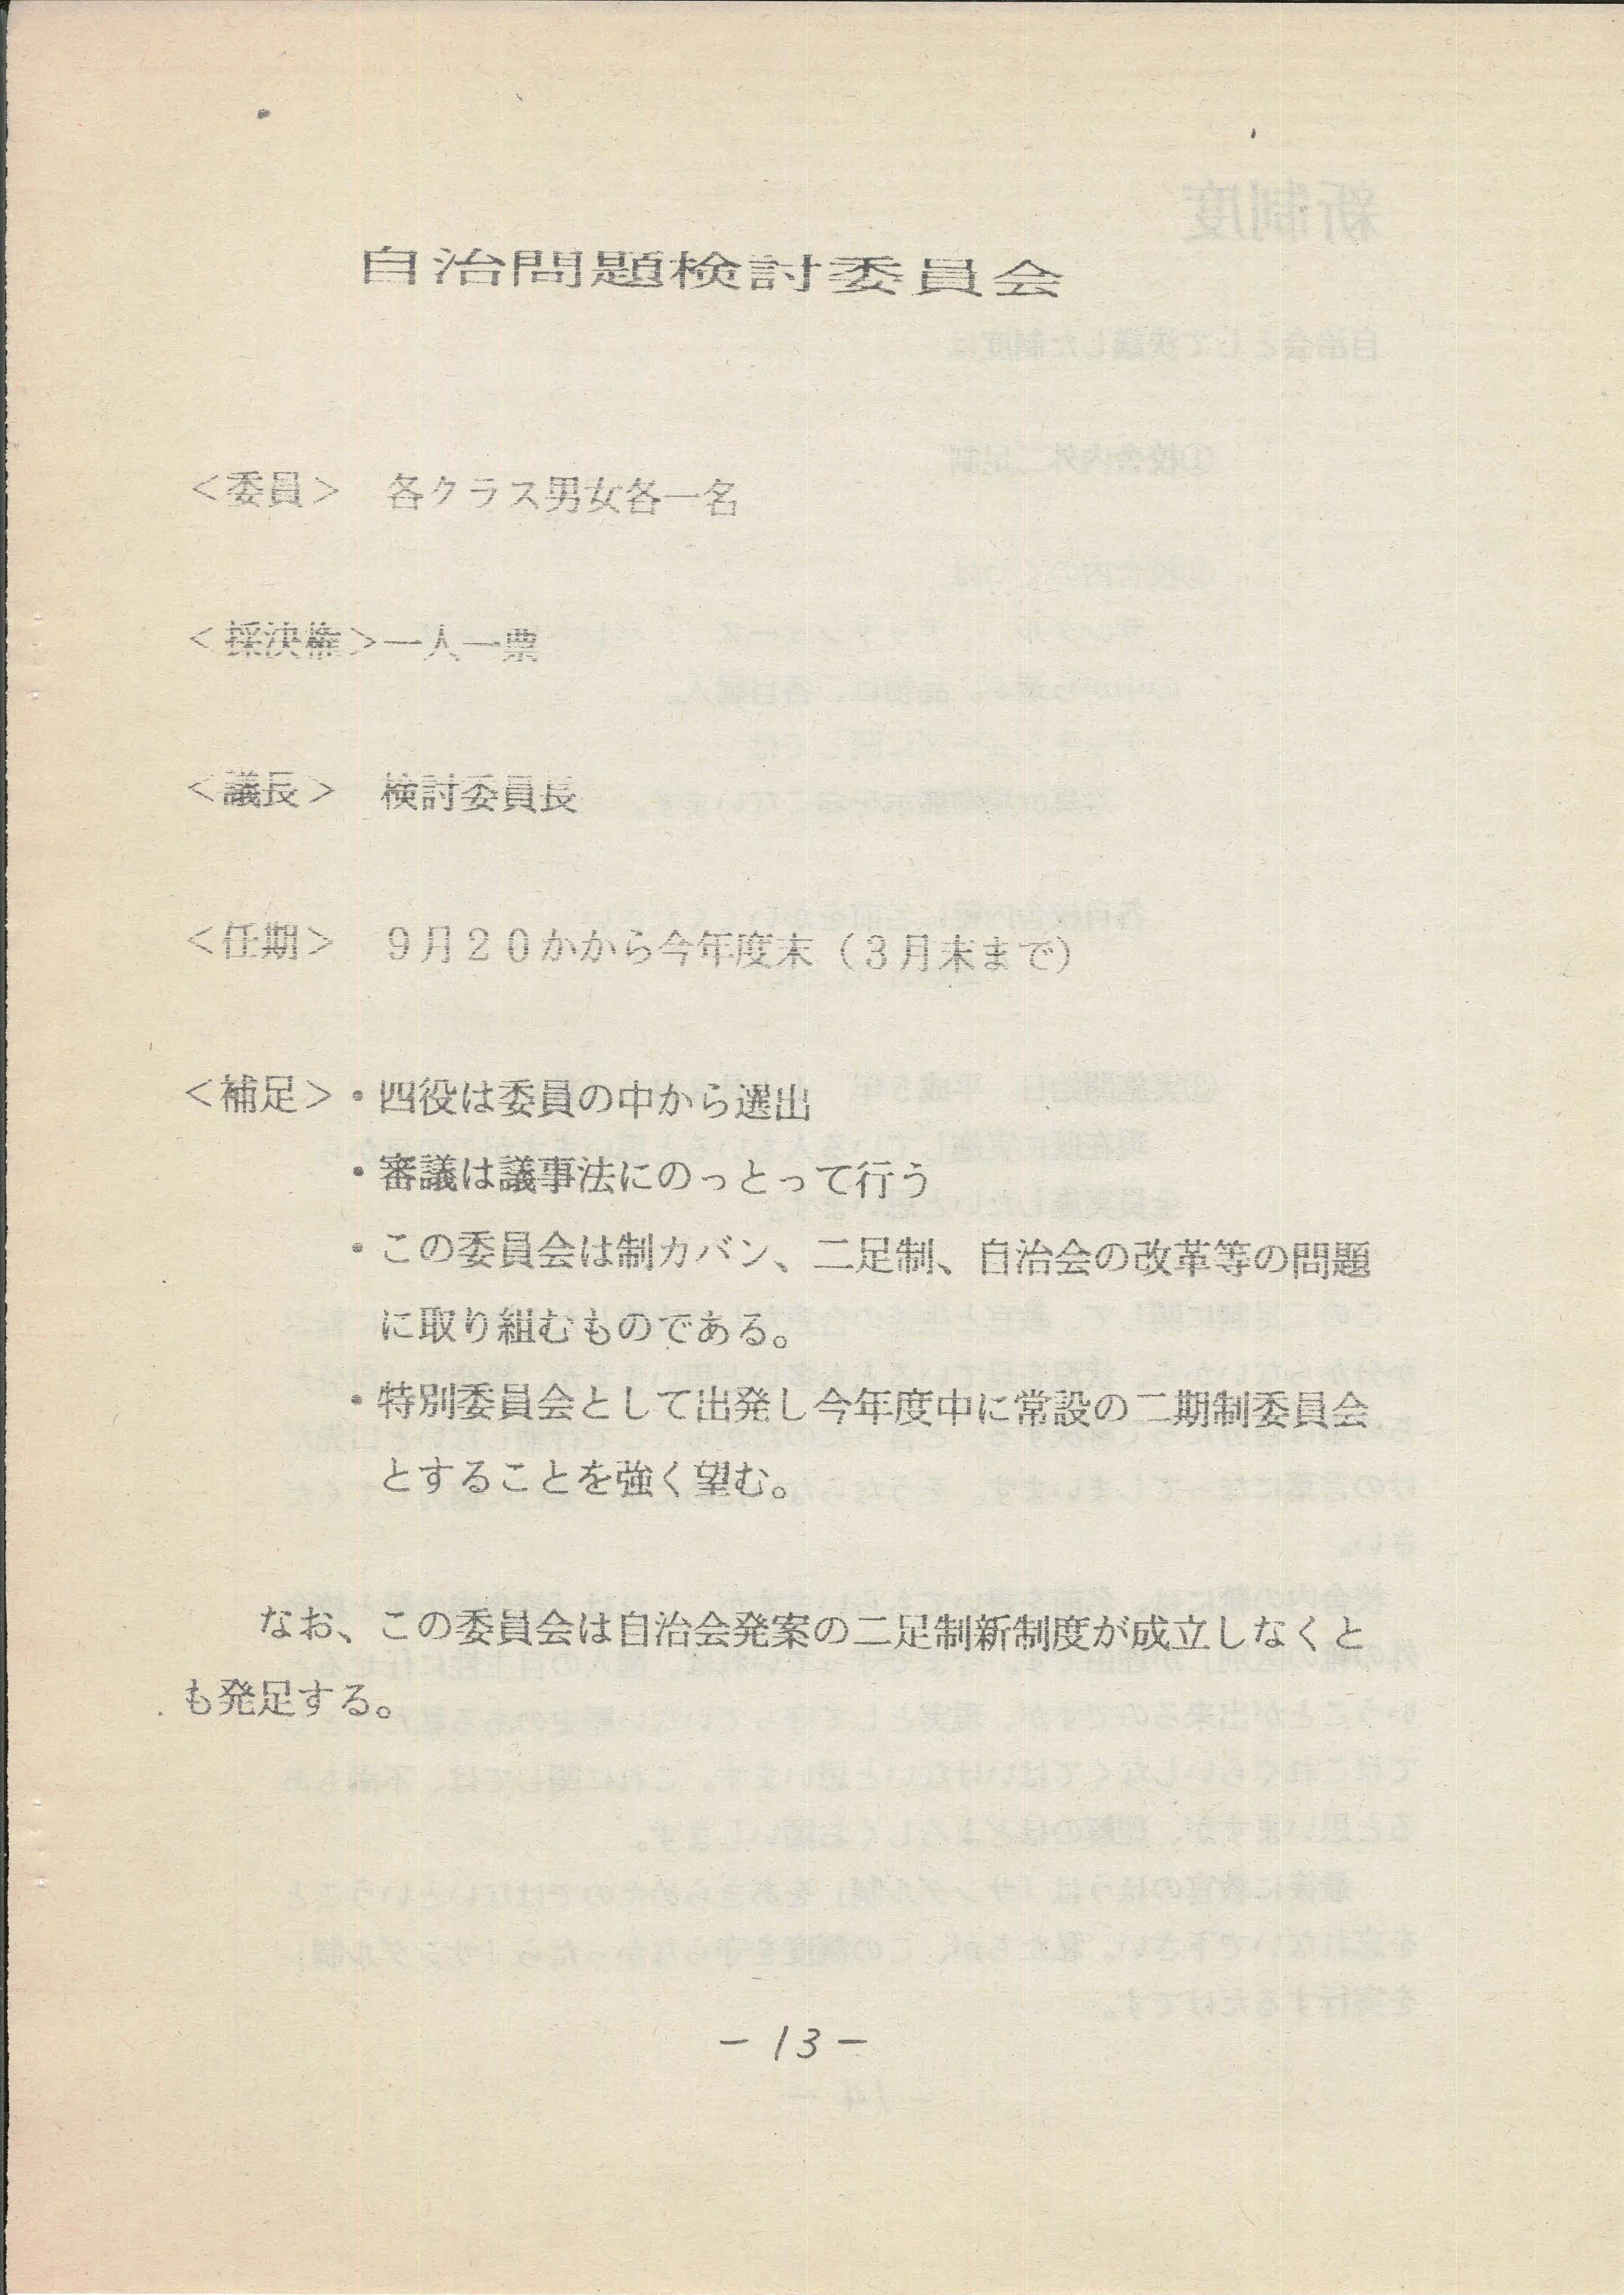 自治問題検討委員会
＜委員＞　各クラス男女各一名
＜採決権＞一人一票
＜議長＞　検討委員長
＜任期＞　９月２０かから今年度末（３月末まで）
＜補足＞・四役は委員の中から選出
・審議は議事法にのっとって行う
・この委員会は制カバン、二足制、自治会の改革等の問題
に取り組むものである。
・特別委員会として出発し今年度中に常設の二期制委員会
とすることを強く望む。
なお、この委員会は自治会発案の二足制新制度が成立しなくと
も発足する。
－13－